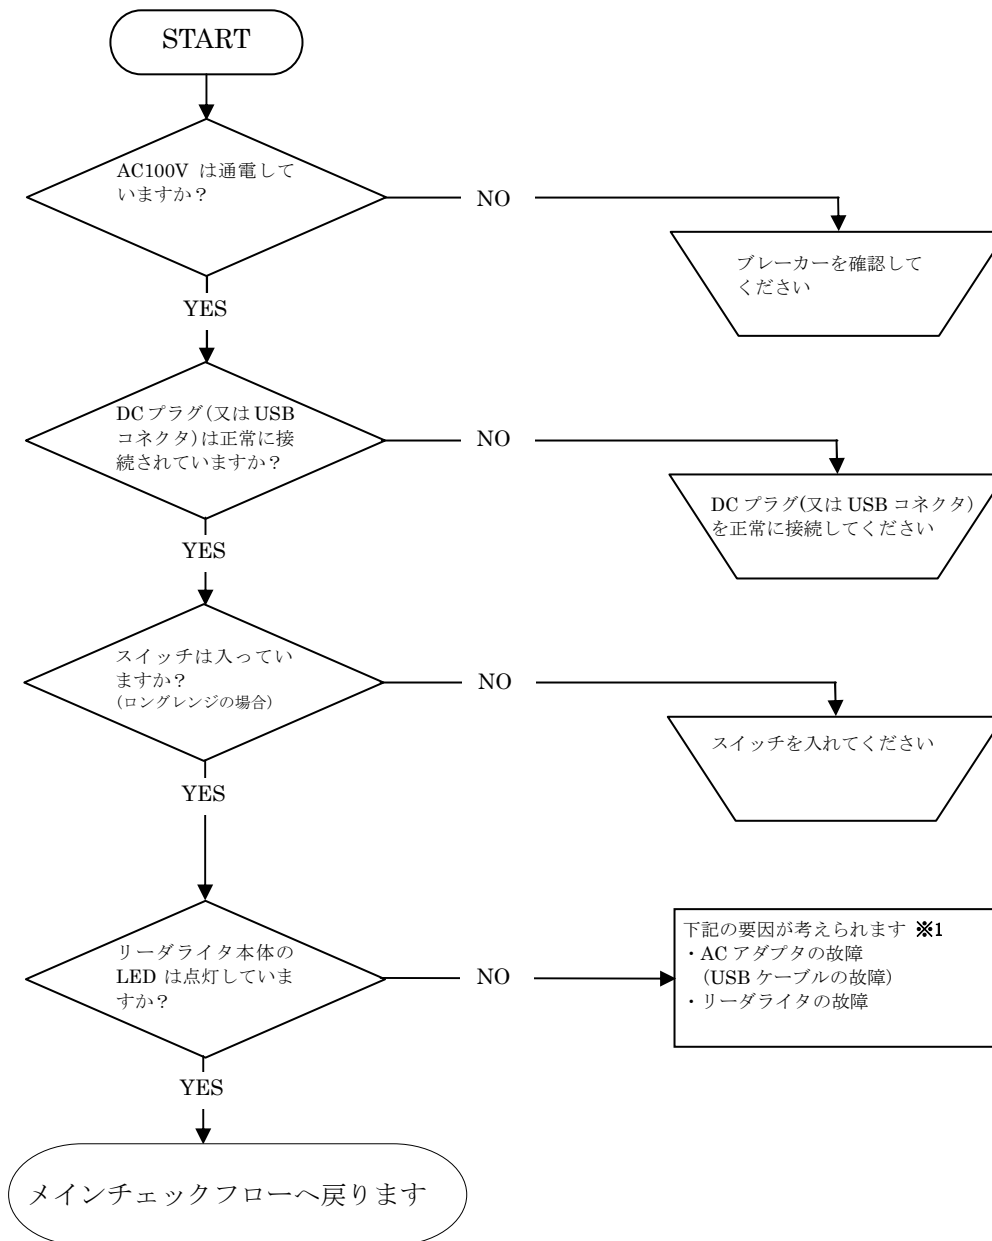 START
AC100V は通電して
いますか？
NO
ブレーカーを確認して
ください
YES
DC プラグ(又は USB
コネクタ)は正常に接
続されていますか？
NO
DC プラグ(又は USB コネクタ)
を正常に接続してください
YES
スイッチは入ってい
ますか？
(ロングレンジの場合)
NO
スイッチを入れてください
YES
リーダライタ本体の
LED は点灯していま
すか？
NO
下記の要因が考えられます ※1
・AC アダプタの故障
（USB ケーブルの故障）
・リーダライタの故障
YES
メインチェックフローへ戻ります